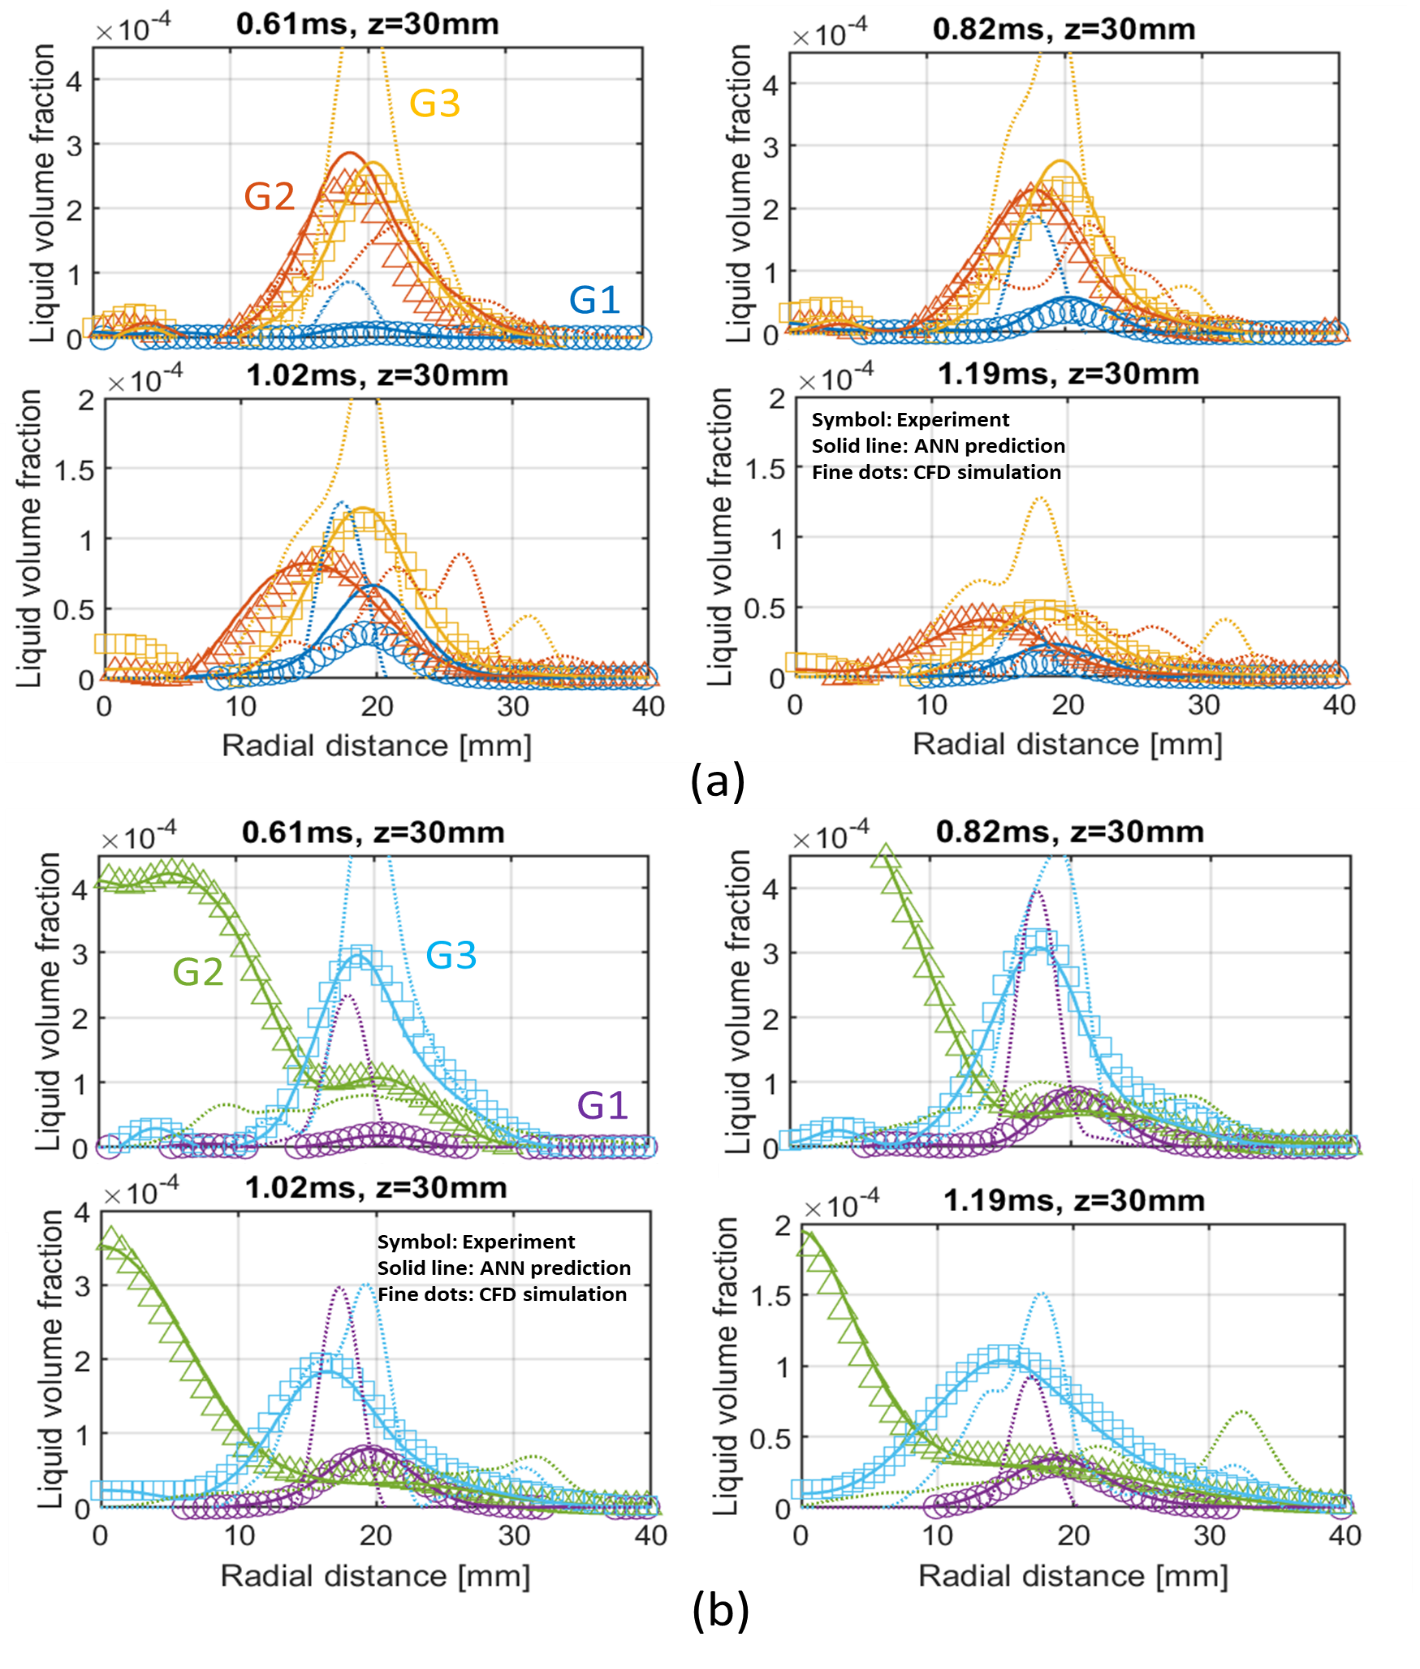 ×10⁻⁴ 0.61ms, z=30mm
Liquid volume fraction
4
3
2
1
0
G3
G2
G1
×10⁻⁴ 0.82ms, z=30mm
Liquid volume fraction
4
3
2
1
0
×10⁻⁴ 1.02ms, z=30mm
Liquid volume fraction
2
1.5
1
0.5
0
0 10 20 30 40
Radial distance [mm]
×10⁻⁴ 1.19ms, z=30mm
Liquid volume fraction
2
1.5
1
0.5
0
Symbol: Experiment
Solid line: ANN prediction
Fine dots: CFD simulation
0 10 20 30 40
Radial distance [mm]
(a)
×10⁻⁴ 0.61ms, z=30mm
Liquid volume fraction
4
3
2
1
0
G2
G3
G1
×10⁻⁴ 0.82ms, z=30mm
Liquid volume fraction
4
3
2
1
0
×10⁻⁴ 1.02ms, z=30mm
Liquid volume fraction
4
3
2
1
0
Symbol: Experiment
Solid line: ANN prediction
Fine dots: CFD simulation
0 10 20 30 40
Radial distance [mm]
×10⁻⁴ 1.19ms, z=30mm
Liquid volume fraction
2
1.5
1
0.5
0
0 10 20 30 40
Radial distance [mm]
(b)